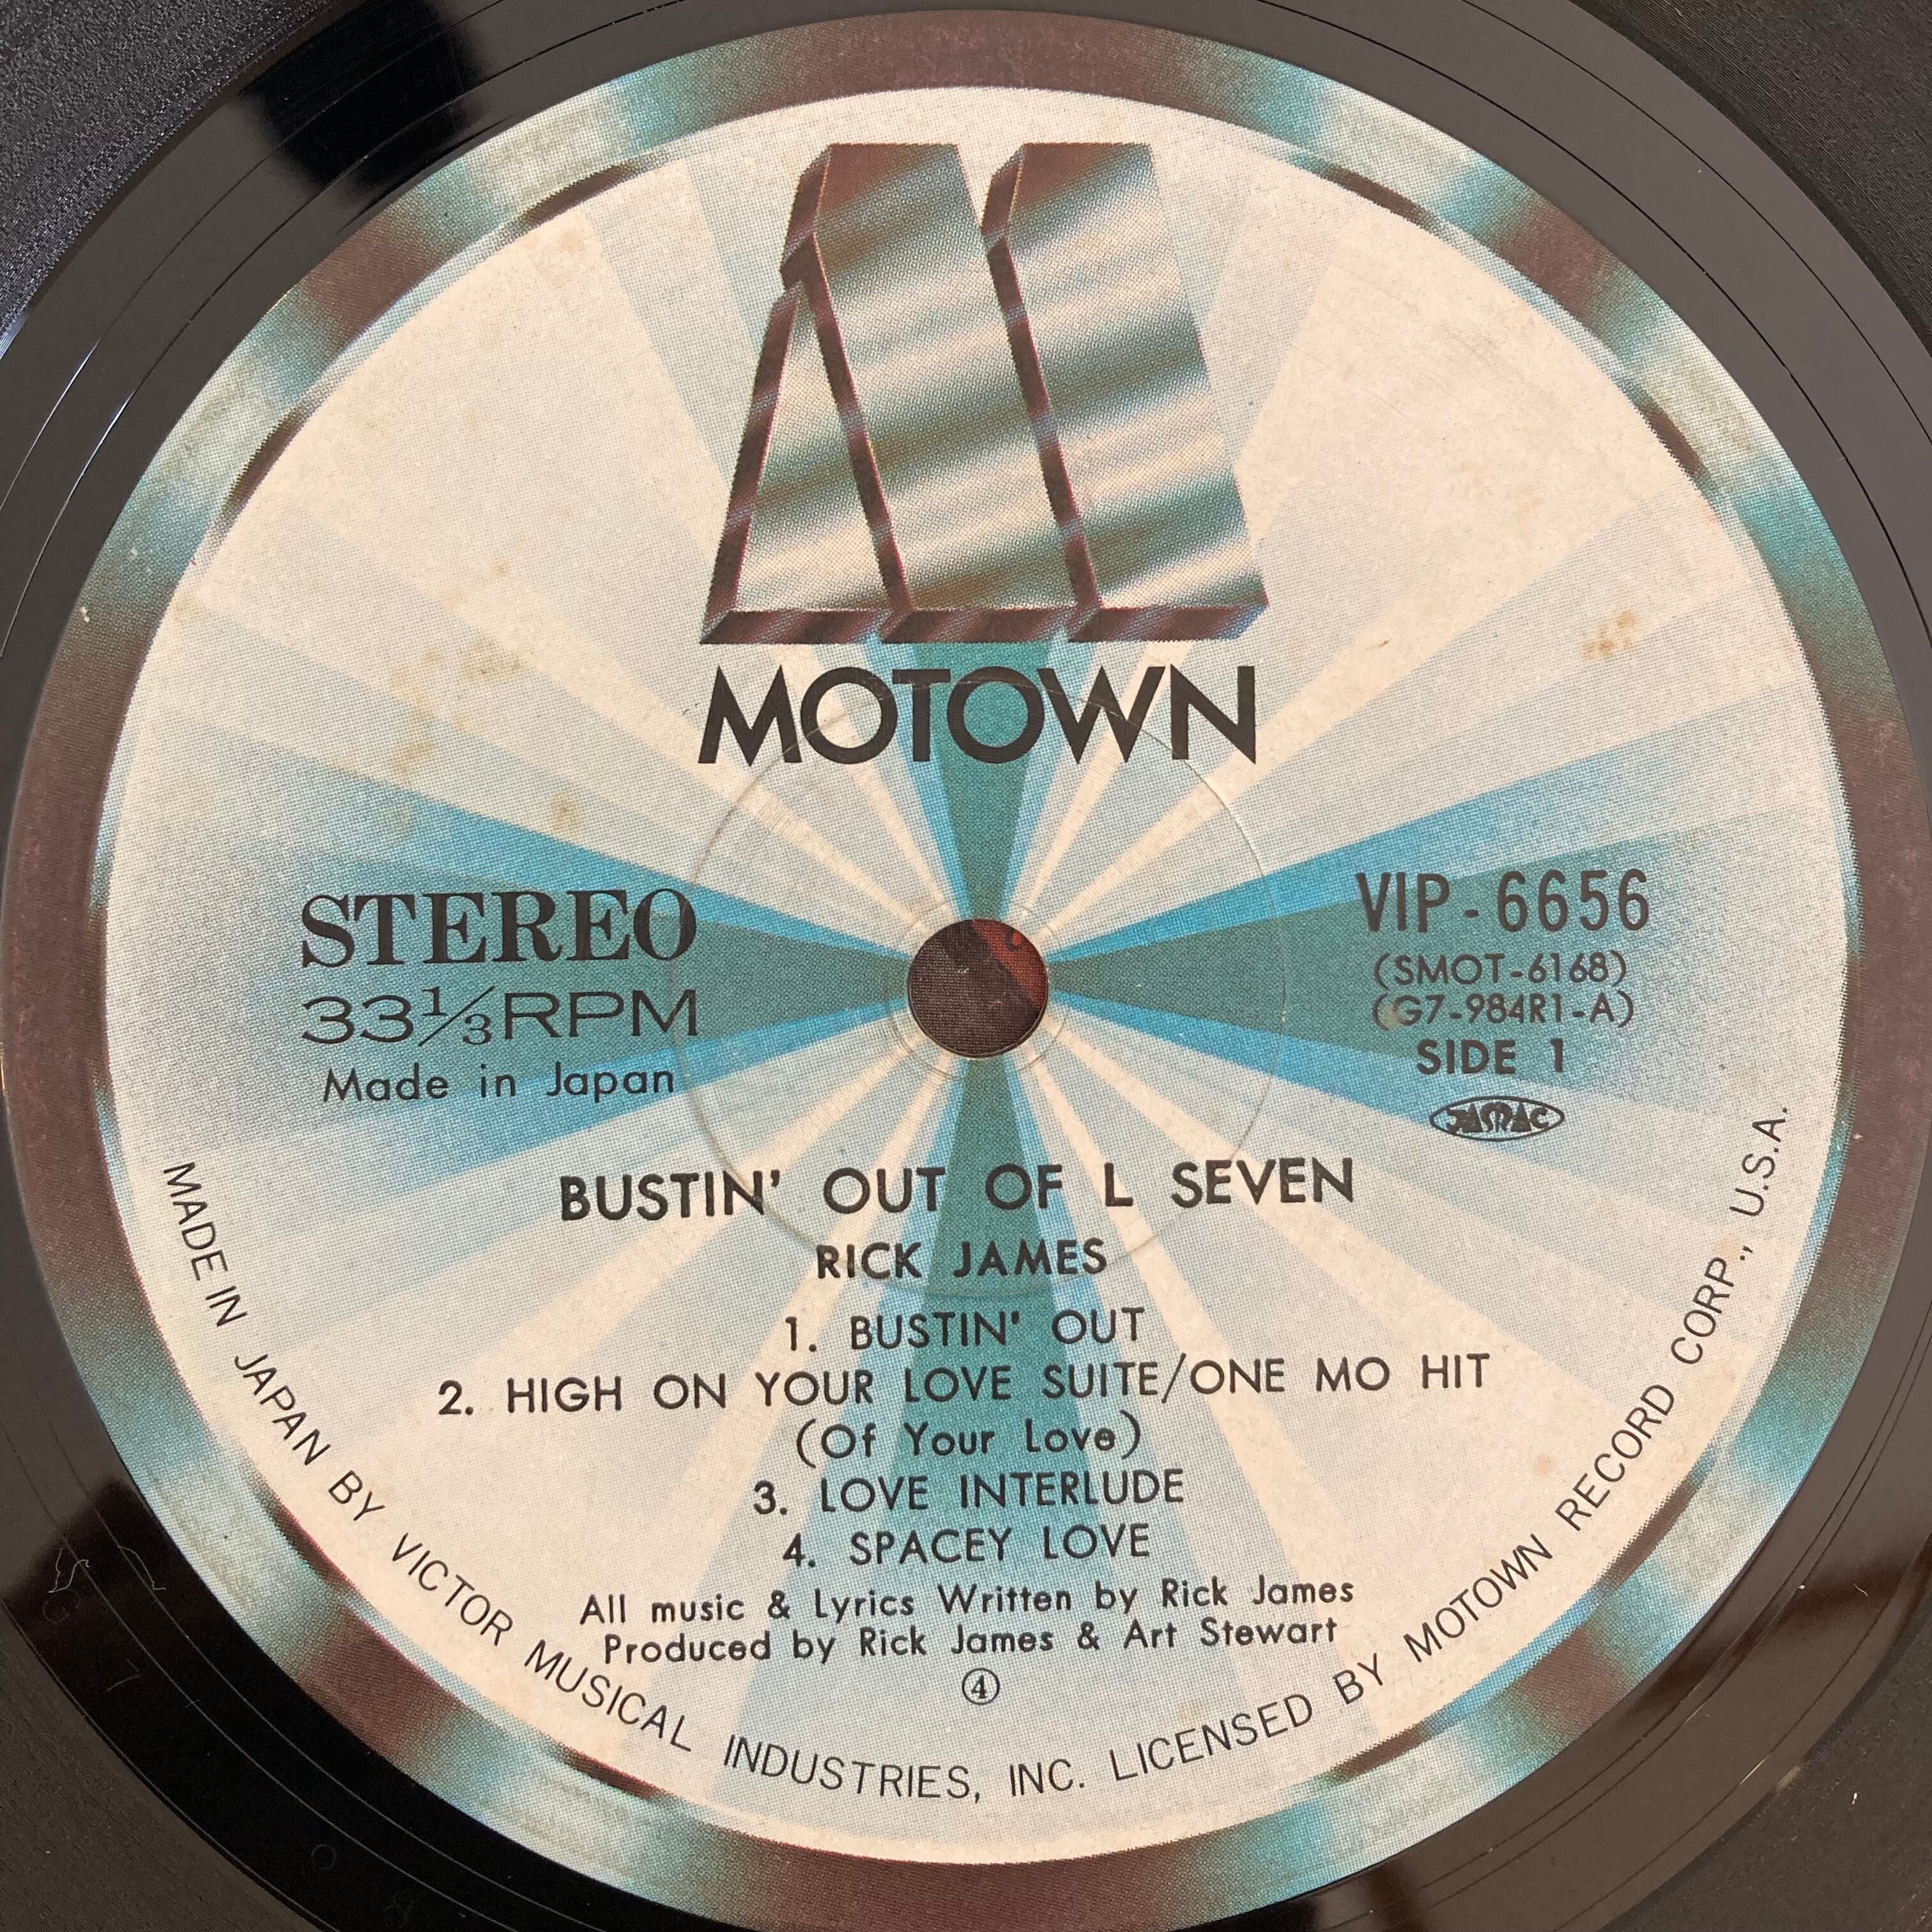 MOTOWN
STEREO
33⅓RPM
Made in Japan
VIP-6656
(SMOT-6168)
(G7-984R1-A)
SIDE 1
JASRAC
BUSTIN' OUT OF L SEVEN
RICK JAMES
1. BUSTIN' OUT
2. HIGH ON YOUR LOVE SUITE/ONE MO HIT
(Of Your Love)
3. LOVE INTERLUDE
4. SPACEY LOVE
All music & Lyrics Written by Rick James
Produced by Rick James & Art Stewart
④
MADE IN JAPAN BY VICTOR MUSICAL INDUSTRIES, INC. LICENSED BY MOTOWN RECORD CORP., U.S.A.